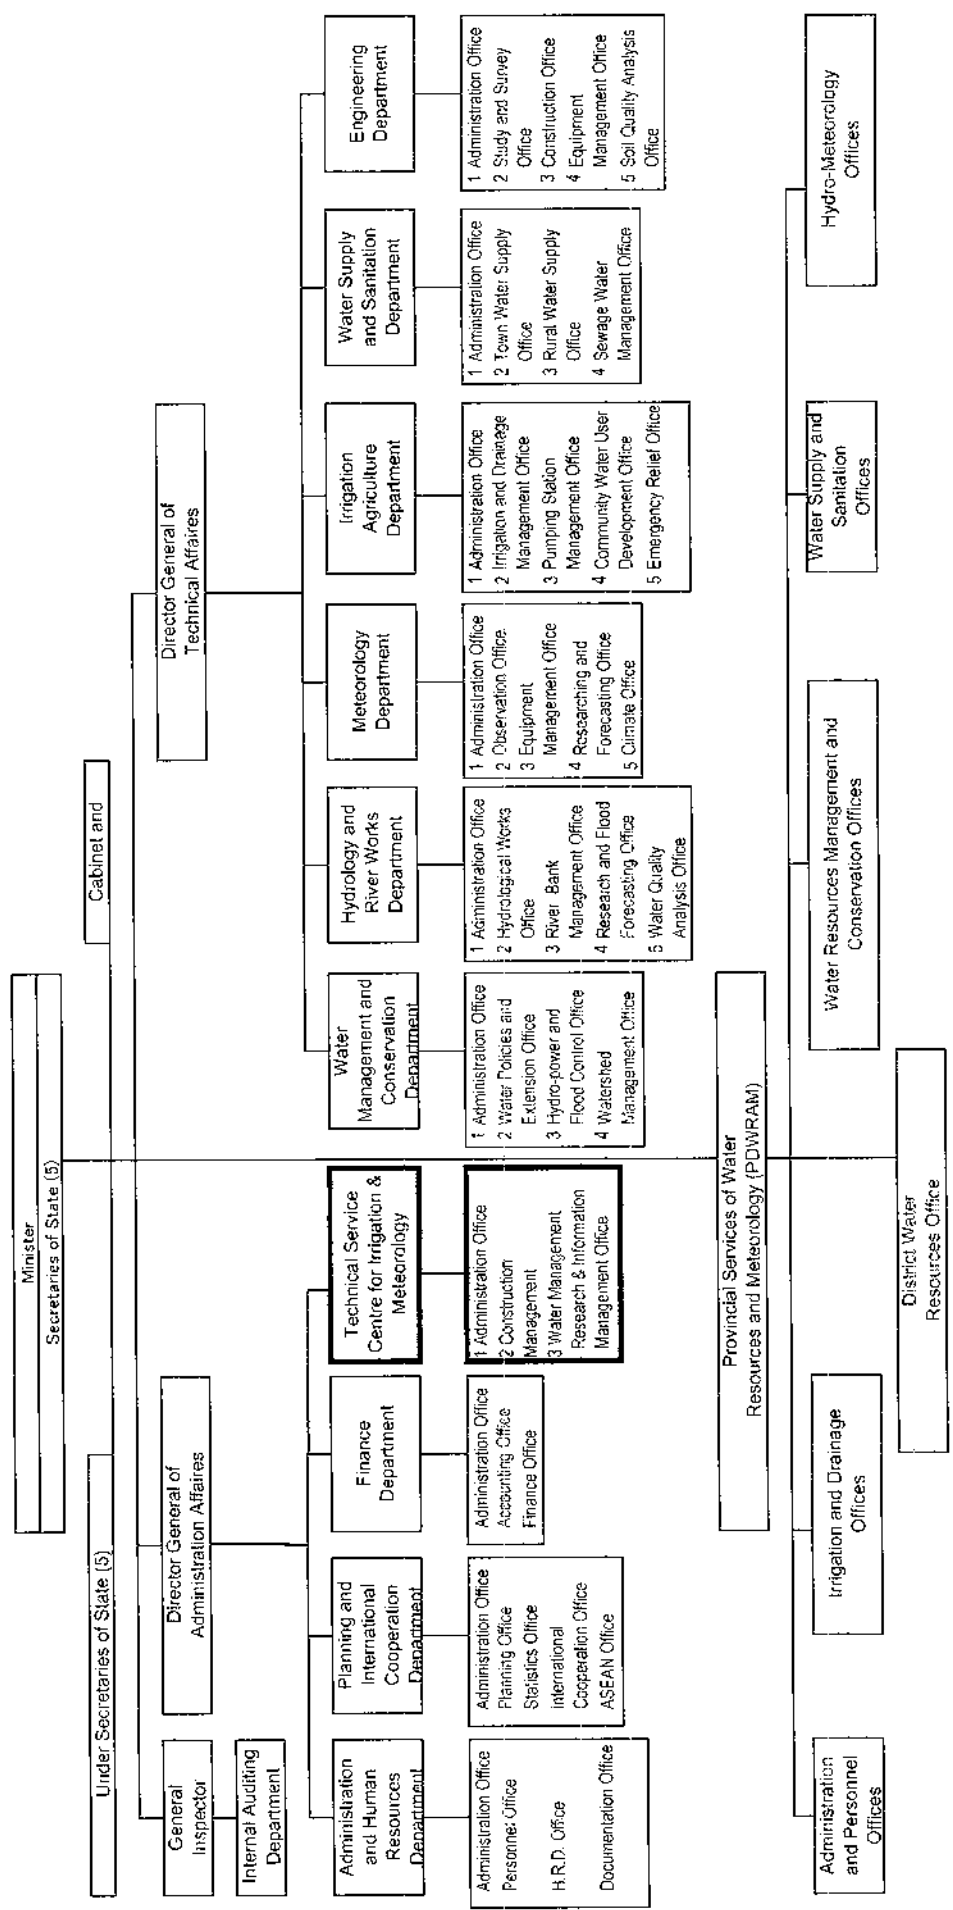 Minister
Secretaries of State (5)
Under Secretaries of State (5)
Cabinet and
General
Inspector
Internal Auditing
Department
Director General of
Administration Affaires
Director General of
Technical Affaires
Administration
and Human
Resources
Department
Planning and
International
Cooperation
Department
Finance
Department
Technical Service
Centre for Irrigation &
Meteorology
Water
Management and
Conservation
Department
Hydrology and
River Works
Department
Meteorology
Department
Irrigation
Agriculture
Department
Water Supply
and Sanitation
Department
Engineering
Department
Administration Office
Personnel Office
H.R.D. Office
Documentation Office
Administration Office
Planning Office
Statistics Office
International
Cooperation Office
ASEAN Office
Administration Office
Accounting Office
Finance Office
1 Administration Office
2 Construction
Management
3 Water Management
Research & Information
Management Office
1 Administration Office
2 Water Policies and
Extension Office
3 Hydro-power and
Flood Control Office
4 Watershed
Management Office
1 Administration Office
2 Hydrological Works
Office
3 River Bank
Management Office
4 Research and Flood
Forecasting Office
5 Water Quality
Analysis Office
1 Administration Office
2 Observation Office
3 Equipment
Management Office
4 Researching and
Forecasting Office
5 Climate Office
1 Administration Office
2 Irrigation and Drainage
Management Office
3 Pumping Station
Management Office
4 Community Water User
Development Office
5 Emergency Relief Office
1 Administration Office
2 Town Water Supply
Office
3 Rural Water Supply
Office
4 Sewage Water
Management Office
1 Administration Office
2 Study and Survey
Office
3 Construction Office
4 Equipment
Management Office
5 Soil Quality Analysis
Office
Provincial Services of Water
Resources and Meteorology (PDWRAM)
Administration
and Personnel
Offices
Irrigation and Drainage
Offices
Water Resources Management and
Conservation Offices
Water Supply and
Sanitation
Offices
Hydro-Meteorology
Offices
District Water
Resources Office